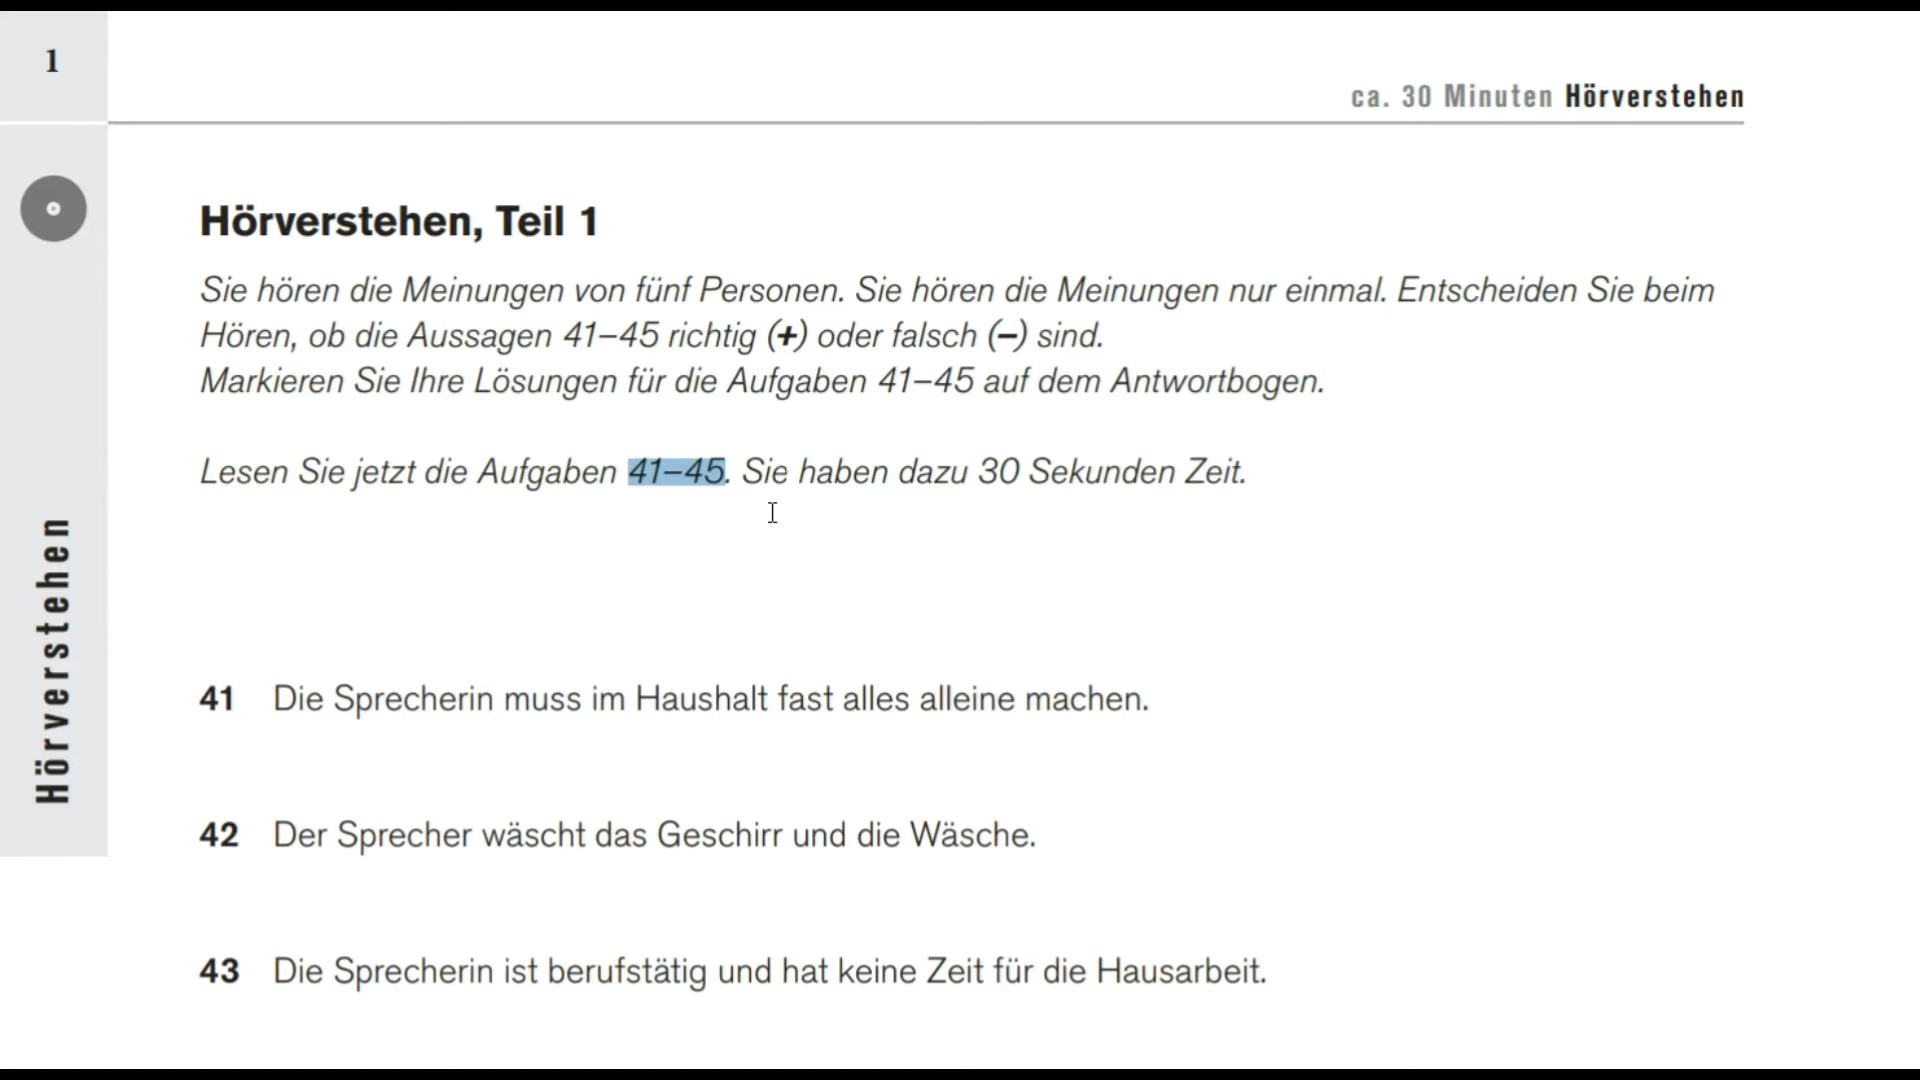 1
ca. 30 Minuten Hörverstehen
Hörverstehen, Teil 1
Sie hören die Meinungen von fünf Personen. Sie hören die Meinungen nur einmal. Entscheiden Sie beim
Hören, ob die Aussagen 41–45 richtig (+) oder falsch (–) sind.
Markieren Sie Ihre Lösungen für die Aufgaben 41–45 auf dem Antwortbogen.
Lesen Sie jetzt die Aufgaben 41–45. Sie haben dazu 30 Sekunden Zeit.
Hörverstehen
41 Die Sprecherin muss im Haushalt fast alles alleine machen.
42 Der Sprecher wäscht das Geschirr und die Wäsche.
43 Die Sprecherin ist berufstätig und hat keine Zeit für die Hausarbeit.